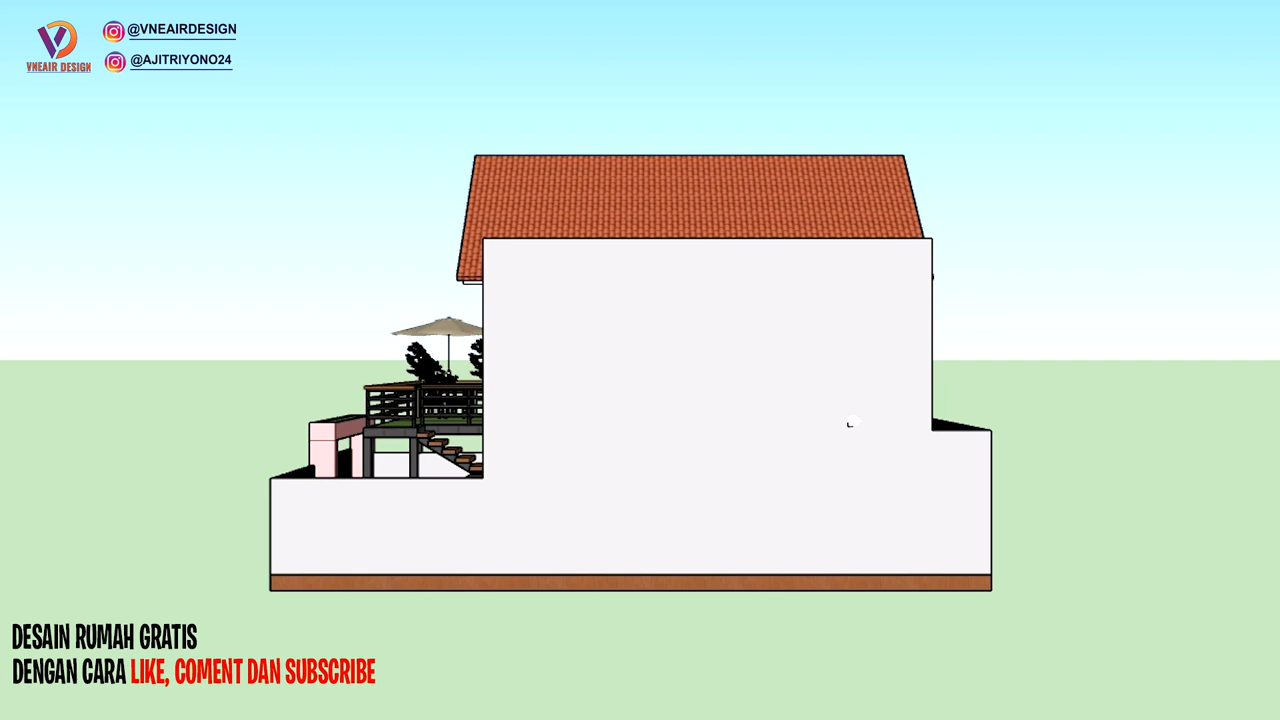 @VNEAIRDESIGN
VNEAIR DESIGN
@AJITRIYONO24
DESAIN RUMAH GRATIS
DENGAN CARA LIKE, COMENT DAN SUBSCRIBE